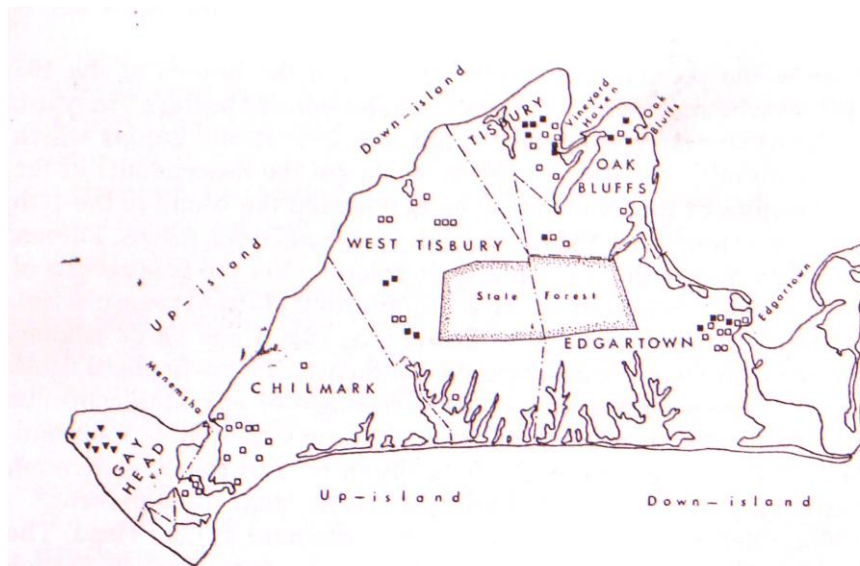 Down-island
TISBURY
Vineyard
Haven
Oak
Bluffs
OAK
BLUFFS
Up-island
WEST TISBURY
State Forest
Edgartown
EDGARTOWN
Menemsha
CHILMARK
GAY
HEAD
Up-island
Down-island